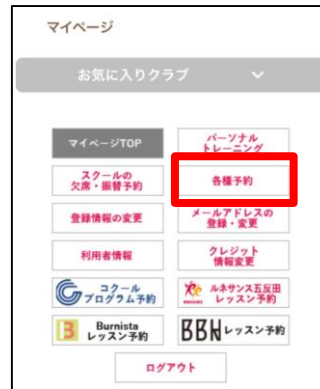 マイページ
お気に入りクラブ
マイページTOP
パーソナル
トレーニング
スクールの
欠席・振替予約
各種予約
登録情報の変更
メールアドレスの
登録・変更
利用者情報
クレジット
情報変更
コクール
プログラム予約
ルネサンス五反田
レッスン予約
Burnista
レッスン予約
BBN レッスン予約
ログアウト